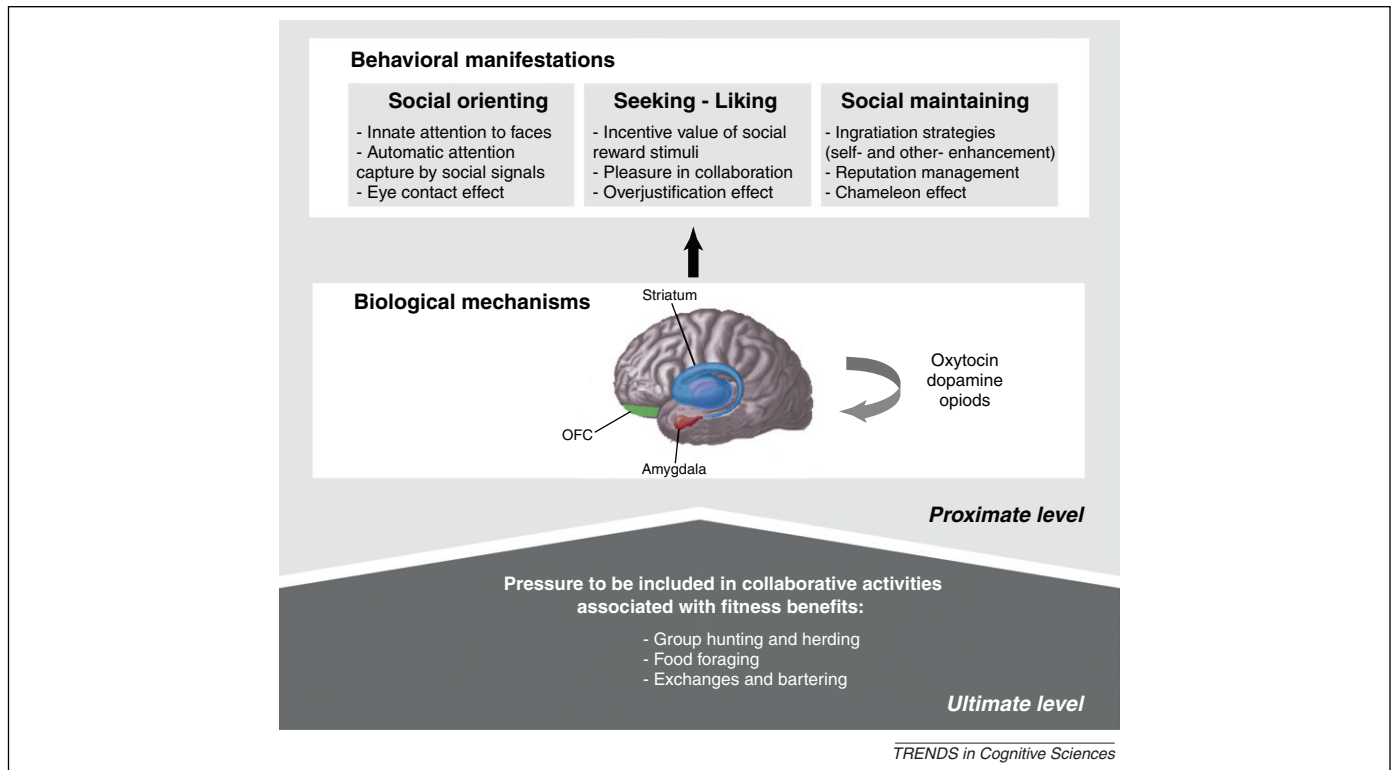 Behavioral manifestations
Social orienting
- Innate attention to faces
- Automatic attention
capture by social signals
- Eye contact effect
Seeking - Liking
- Incentive value of social
reward stimuli
- Pleasure in collaboration
- Overjustification effect
Social maintaining
- Ingratiation strategies
(self- and other- enhancement)
- Reputation management
- Chameleon effect
Biological mechanisms
Striatum
OFC
Amygdala
Oxytocin
dopamine
opiods
Proximate level
Pressure to be included in collaborative activities
associated with fitness benefits:
- Group hunting and herding
- Food foraging
- Exchanges and bartering
Ultimate level
TRENDS in Cognitive Sciences